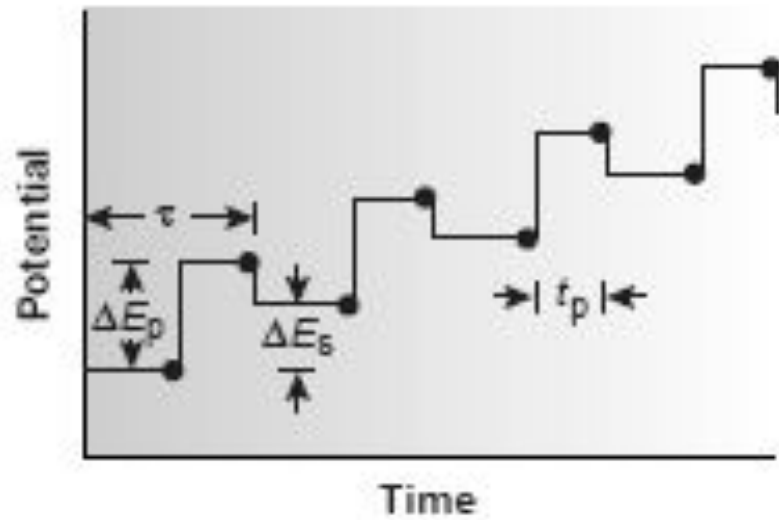 Potential
τ
ΔEp
ΔEs
tp
Time